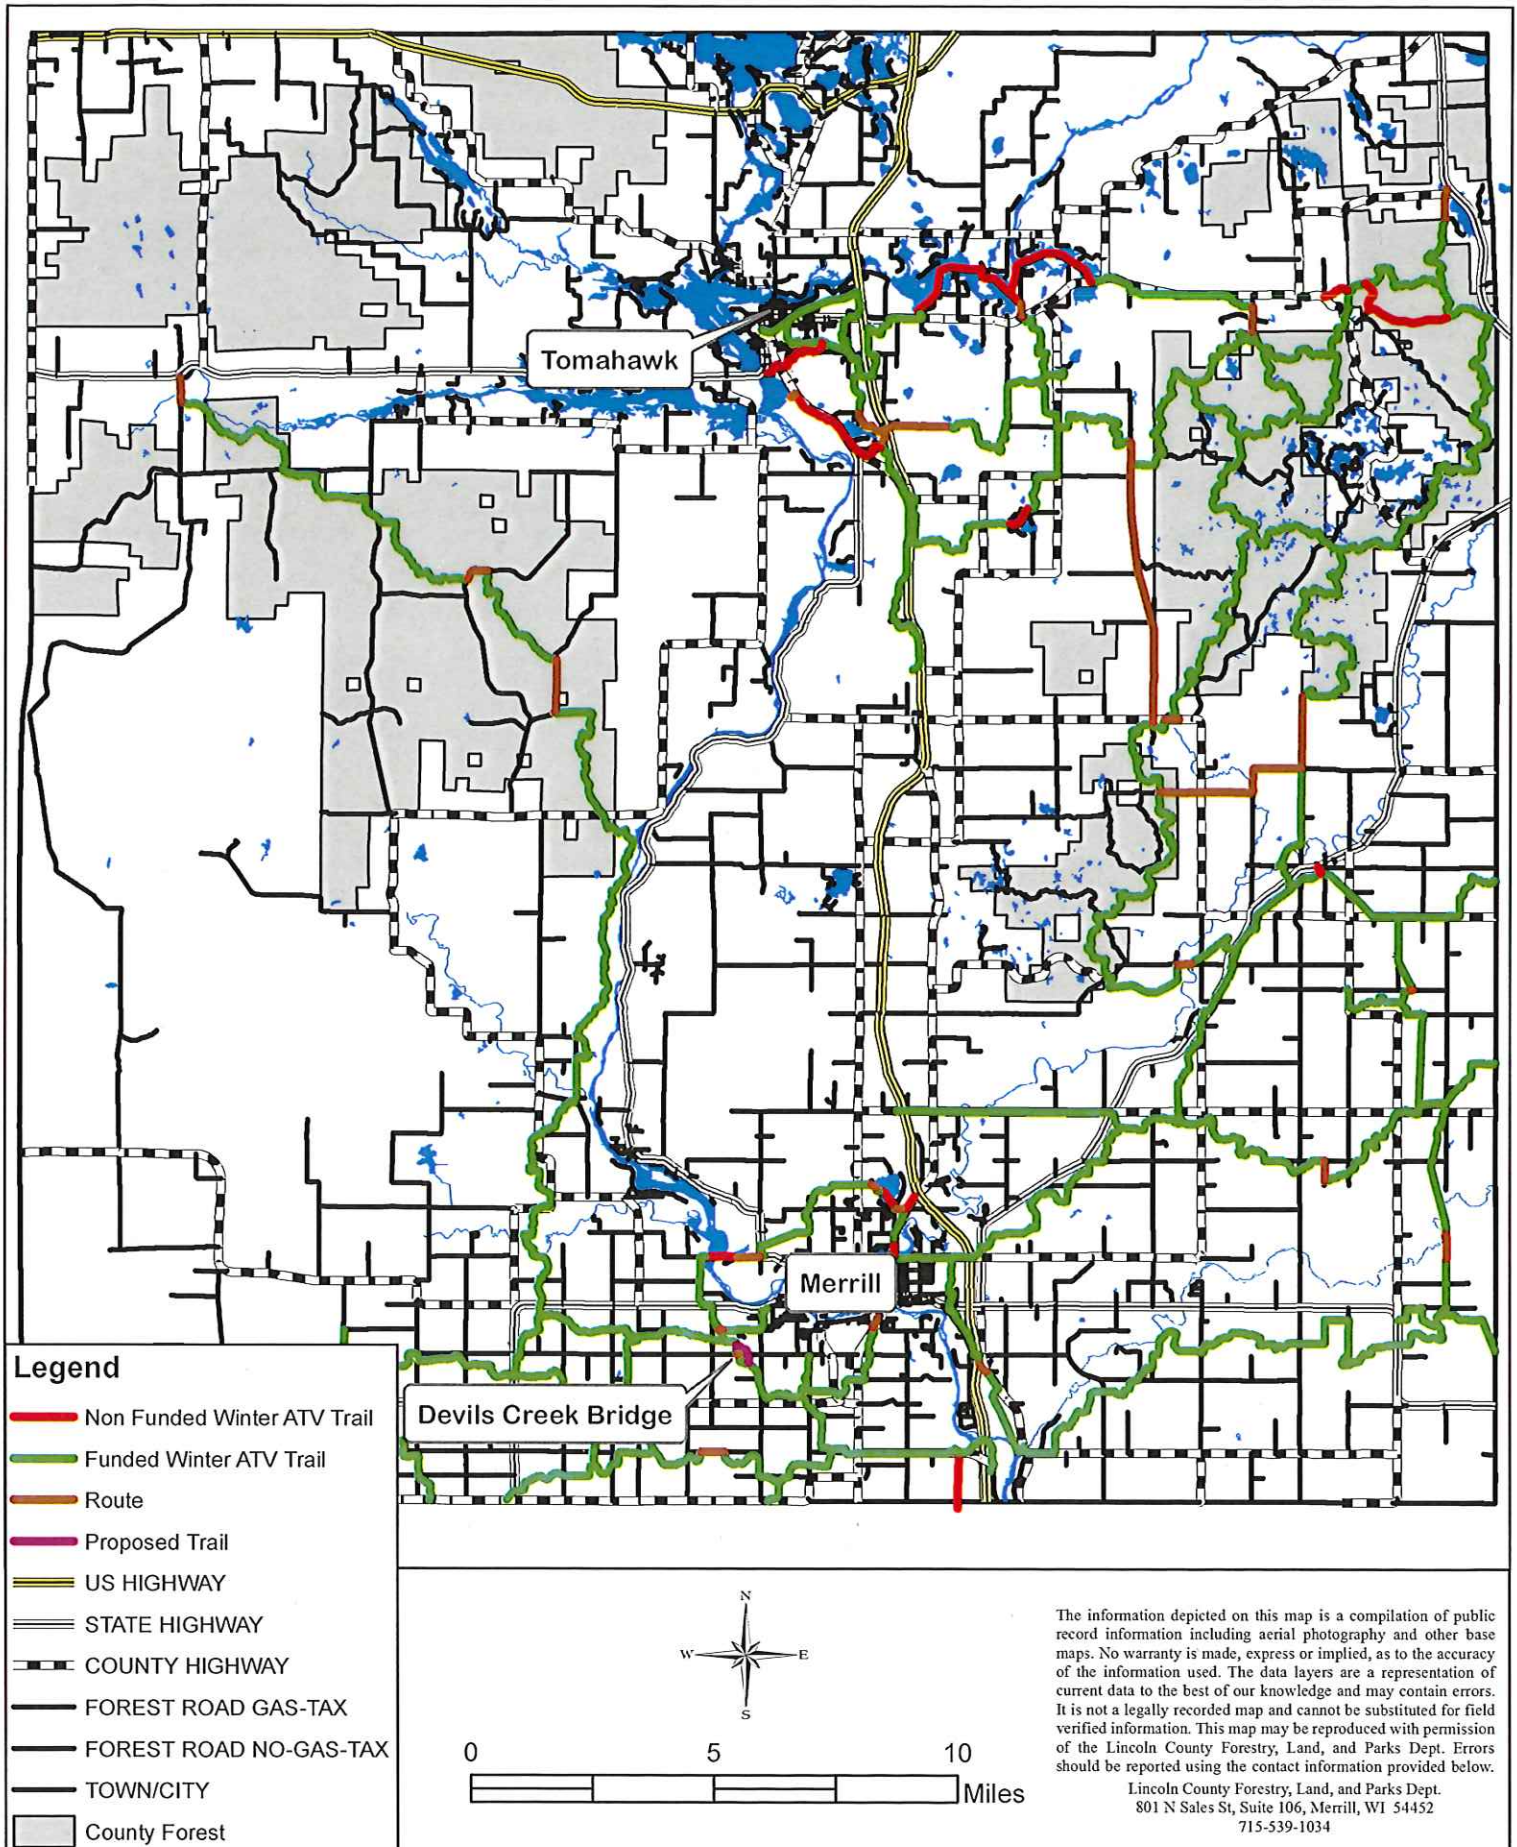 Tomahawk
Merrill
Devils Creek Bridge
Legend
Non Funded Winter ATV Trail
Funded Winter ATV Trail
Route
Proposed Trail
US HIGHWAY
STATE HIGHWAY
COUNTY HIGHWAY
FOREST ROAD GAS-TAX
FOREST ROAD NO-GAS-TAX
TOWN/CITY
County Forest
N
W E
S
0 5 10
Miles
The information depicted on this map is a compilation of public
record information including aerial photography and other base
maps. No warranty is made, express or implied, as to the accuracy
of the information used. The data layers are a representation of
current data to the best of our knowledge and may contain errors.
It is not a legally recorded map and cannot be substituted for field
verified information. This map may be reproduced with permission
of the Lincoln County Forestry, Land, and Parks Dept. Errors
should be reported using the contact information provided below.
Lincoln County Forestry, Land, and Parks Dept.
801 N Sales St, Suite 106, Merrill, WI 54452
715-539-1034